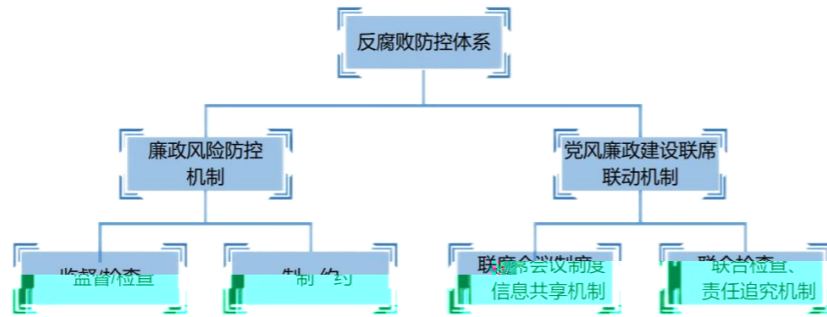 反腐败防控体系
廉政风险防控
机制
党风廉政建设联席
联动机制
监督/检查
制 约
联席会议制度
信息共享机制
联合检查、
责任追究机制